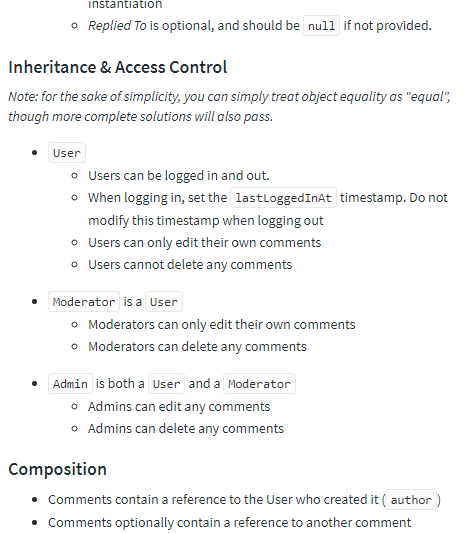 instantiation
Replied To is optional, and should be null if not provided.
Inheritance & Access Control
Note: for the sake of simplicity, you can simply treat object equality as "equal",
though more complete solutions will also pass.
User
Users can be logged in and out.
When logging in, set the lastLoggedInAt timestamp. Do not
modify this timestamp when logging out
Users can only edit their own comments
Users cannot delete any comments
Moderator is a User
Moderators can only edit their own comments
Moderators can delete any comments
Admin is both a User and a Moderator
Admins can edit any comments
Admins can delete any comments
Composition
Comments contain a reference to the User who created it (author)
Comments optionally contain a reference to another comment